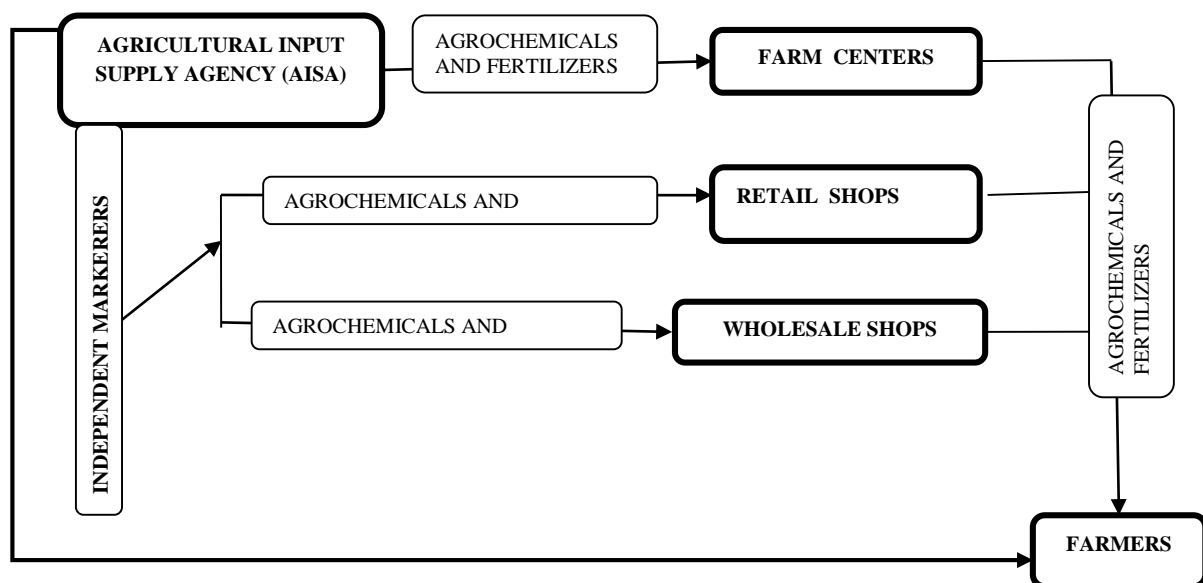 AGRICULTURAL INPUT
SUPPLY AGENCY (AISA)
AGROCHEMICALS
AND FERTILIZERS
FARM CENTERS
INDEPENDENT MARKERERS
AGROCHEMICALS AND
RETAIL SHOPS
AGROCHEMICALS AND
WHOLESALE SHOPS
AGROCHEMICALS AND
FERTILIZERS
FARMERS